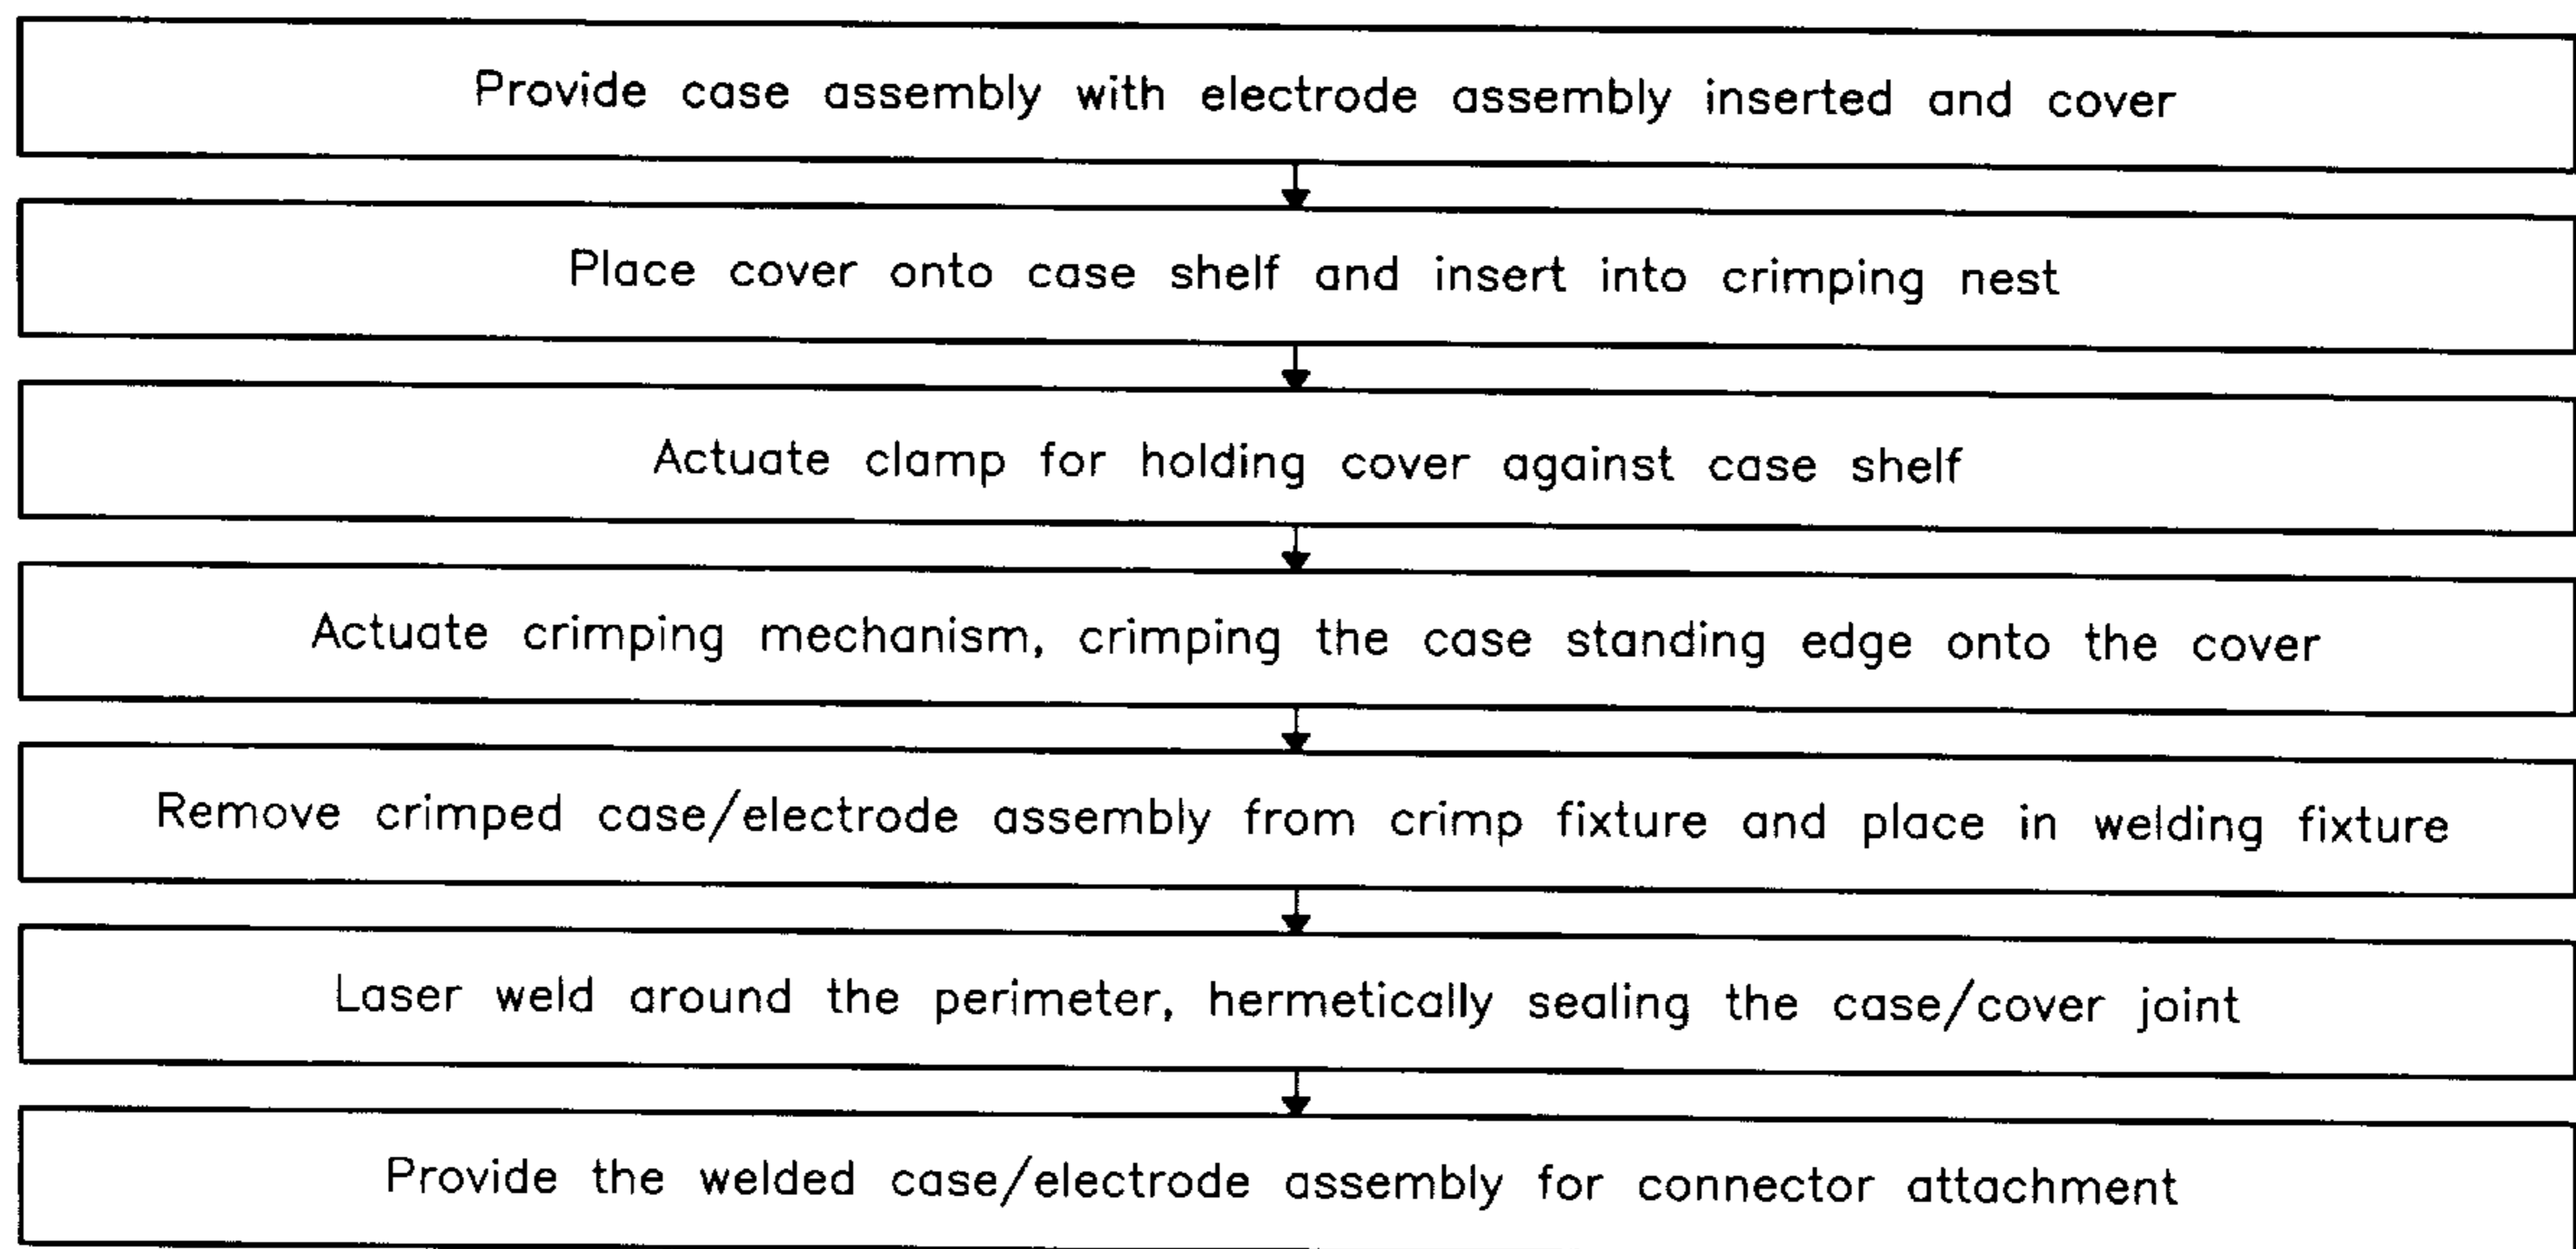 Provide case assembly with electrode assembly inserted and cover
Place cover onto case shelf and insert into crimping nest
Actuate clamp for holding cover against case shelf
Actuate crimping mechanism, crimping the case standing edge onto the cover
Remove crimped case/electrode assembly from crimp fixture and place in welding fixture
Laser weld around the perimeter, hermetically sealing the case/cover joint
Provide the welded case/electrode assembly for connector attachment